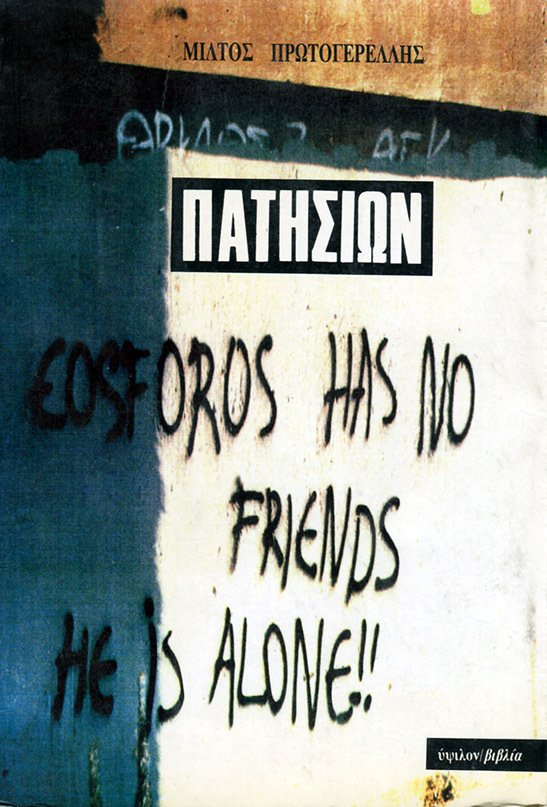 ΜΙΛΤΟΣ ΠΡΩΤΟΓΕΡΕΛΛΗΣ
ΠΑΤΗΣΙΩΝ
EOSFOROS HAS NO
FRIENDS
HE iS ALONE!!
ύψιλον/βιβλία